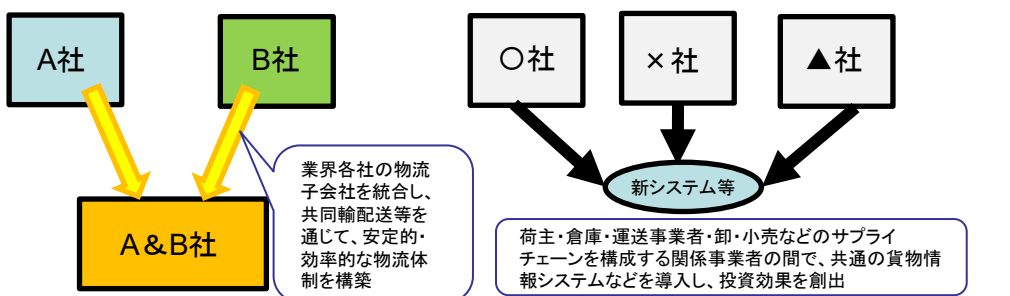 A社
B社
業界各社の物流
子会社を統合し、
共同輸配送等を
通じて、安定的・
効率的な物流体
制を構築
A&B社
〇社
×社
▲社
新システム等
荷主・倉庫・運送事業者・卸・小売などのサプライ
チェーンを構成する関係事業者の間で、共通の貨物情
報システムなどを導入し、投資効果を創出